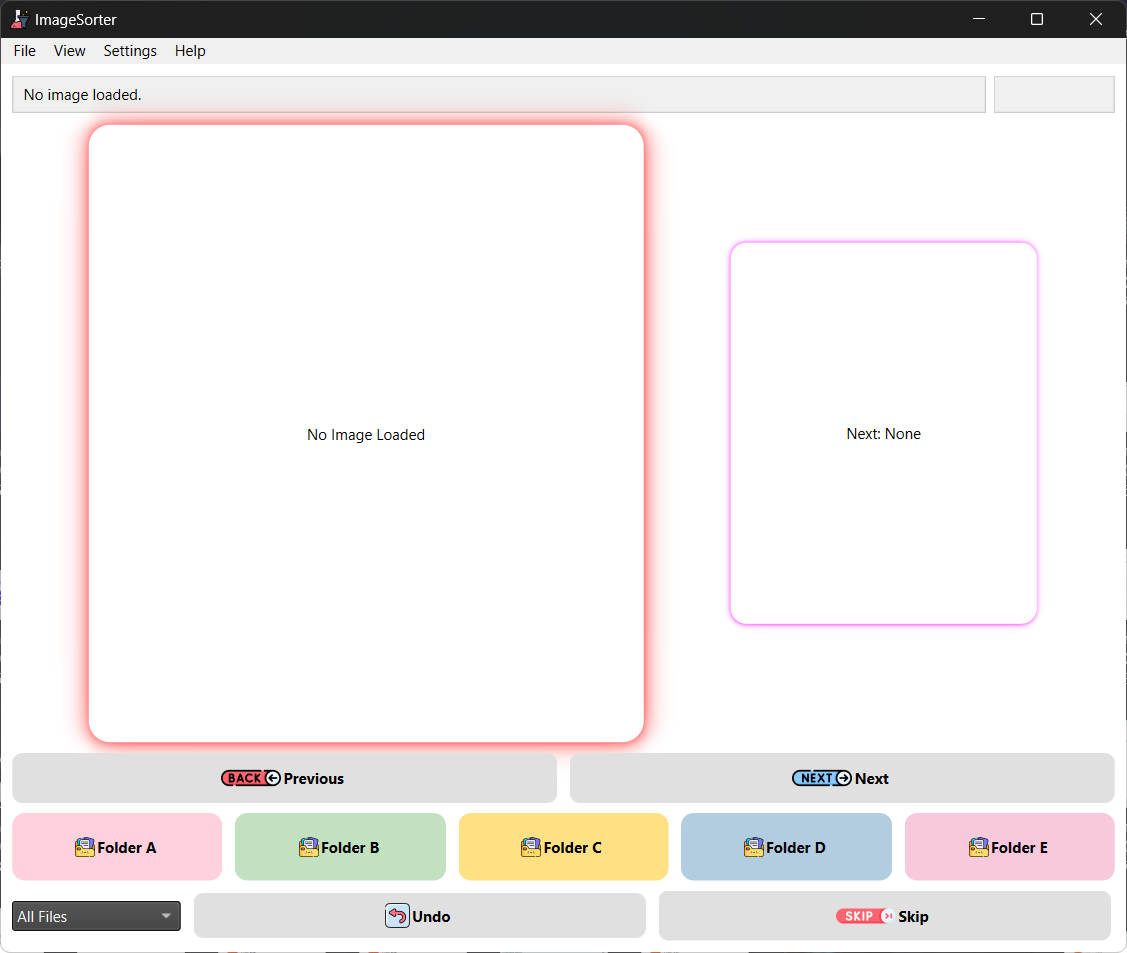 ImageSorter
File View Settings Help
No image loaded.
No Image Loaded
Next: None
BACK Previous
NEXT Next
Folder A
Folder B
Folder C
Folder D
Folder E
All Files
Undo
SKIP Skip